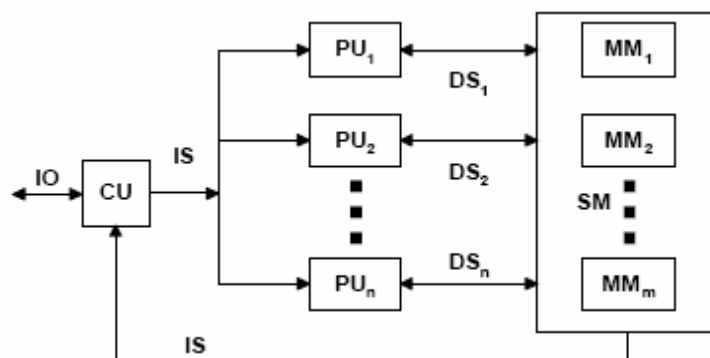 PU₁
MM₁
DS₁
PU₂
MM₂
IS
IO
CU
DS₂
SM
DSₙ
PUₙ
MMₘ
IS